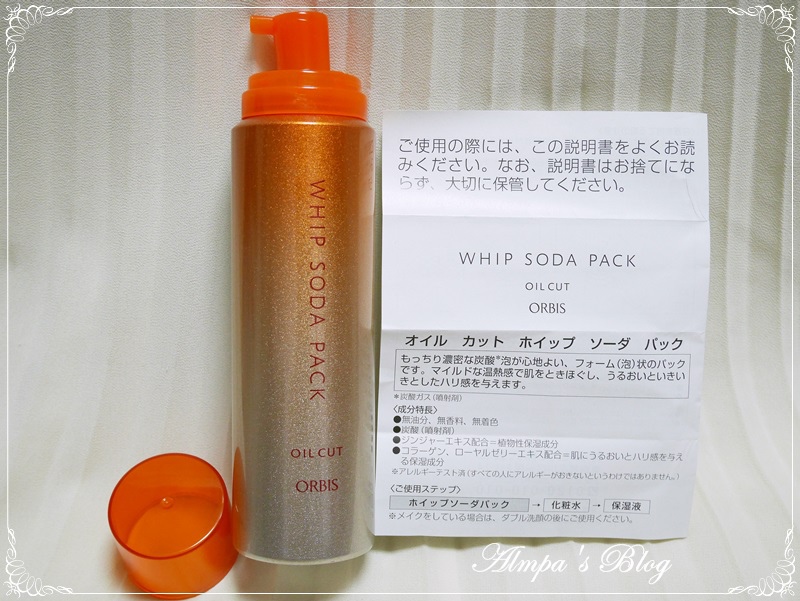 WHIP SODA PACK
OIL CUT
ORBIS
ご使用の際には、この説明書をよくお読
みください。なお、説明書はお捨てにな
らず、大切に保管してください。
WHIP SODA PACK
OIL CUT
ORBIS
オイル カット ホイップ ソーダ パック
もっちり濃密な炭酸*泡が心地よい、フォーム(泡)状のパック
です。マイルドな温熱感で肌をときほぐし、うるおいといきい
きとしたハリ感を与えます。
*炭酸ガス(噴射剤)
〈成分特長〉
●無油分、無香料、無着色
●炭酸(噴射剤)
●ジンジャーエキス配合=植物性保湿成分
●コラーゲン、ローヤルゼリーエキス配合=肌にうるおいとハリ感を与え
る保湿成分
※アレルギーテスト済(すべての人にアレルギーがおきないというわけではありません。)
〈ご使用ステップ〉
ホイップソーダパック → 化粧水 → 保湿液
※メイクをしている場合は、ダブル洗顔の後にご使用ください。
Almpa's Blog